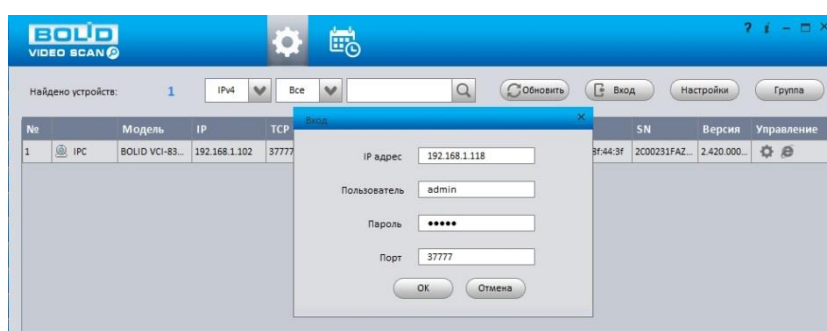 BOLID
VIDEO SCAN
? i
Найдено устройств: 1 IPv4 Все Обновить Вход Настройки Группа
№ Модель IP TCP SN Версия Управление
1 IPC BOLID VCI-83... 192.168.1.102 37777 3f:44:3f 2C00231FAZ... 2.420.000...
Вход
IP адрес 192.168.1.118
Пользователь admin
Пароль •••••
Порт 37777
OK Отмена